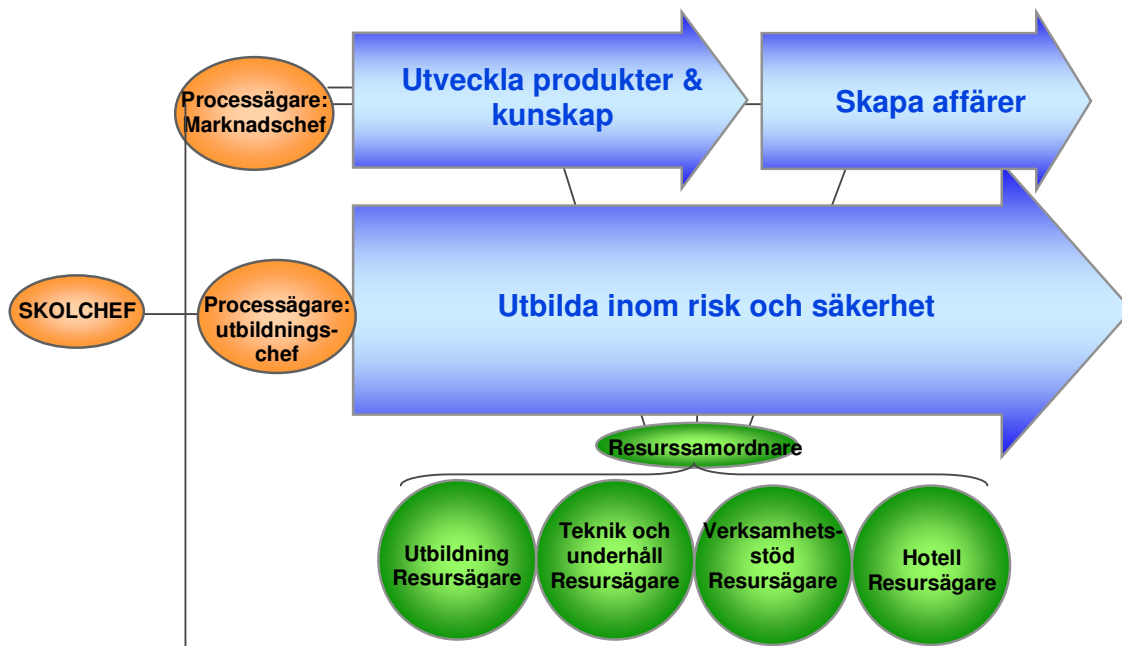 Processägare:
Marknadschef
Utveckla produkter &
kunskap
Skapa affärer
SKOLCHEF
Processägare:
utbildnings-
chef
Utbilda inom risk och säkerhet
Resurssamordnare
Utbildning
Resursägare
Teknik och
underhåll
Resursägare
Verksamhets-
stöd
Resursägare
Hotell
Resursägare